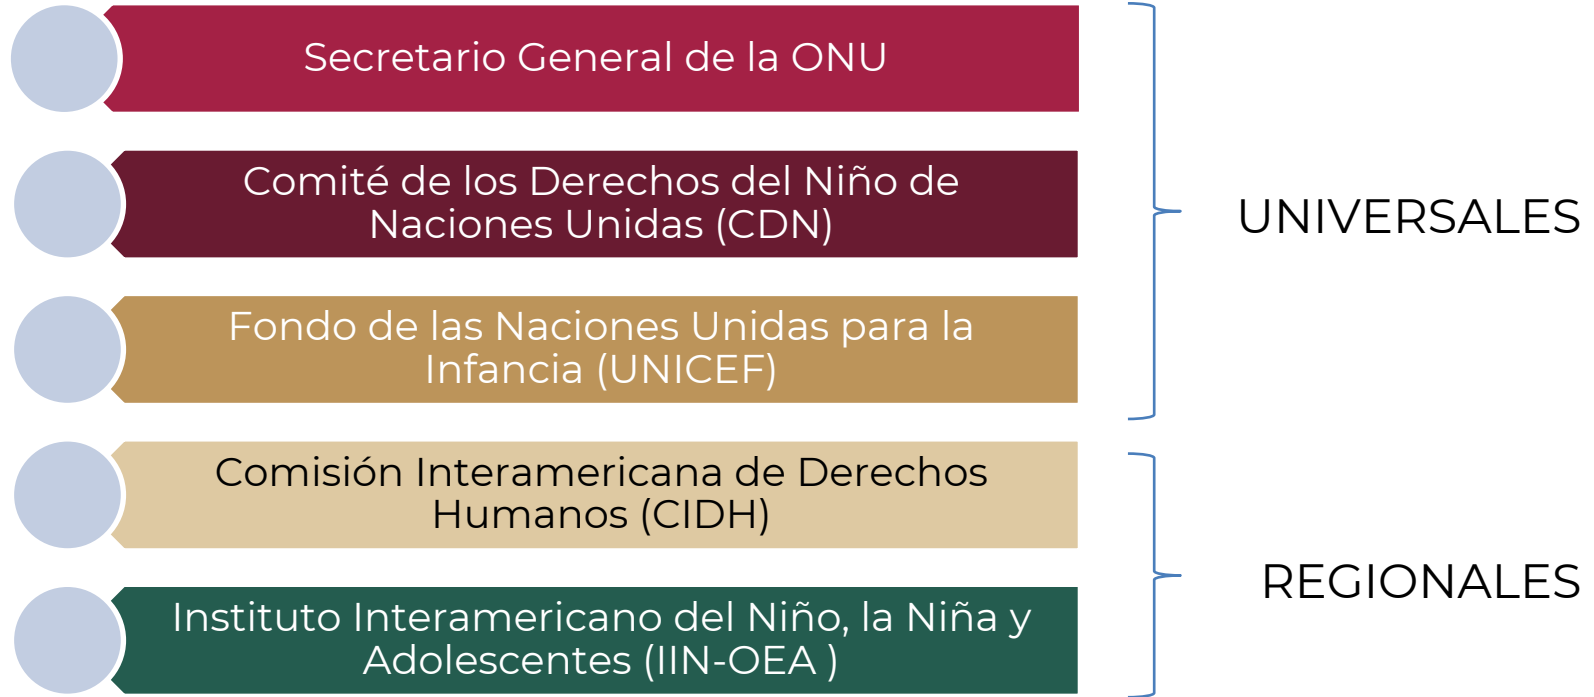 Secretario General de la ONU
Comité de los Derechos del Niño de
Naciones Unidas (CDN)
Fondo de las Naciones Unidas para la
Infancia (UNICEF)
UNIVERSALES
Comisión Interamericana de Derechos
Humanos (CIDH)
Instituto Interamericano del Niño, la Niña y
Adolescentes (IIN-OEA )
REGIONALES